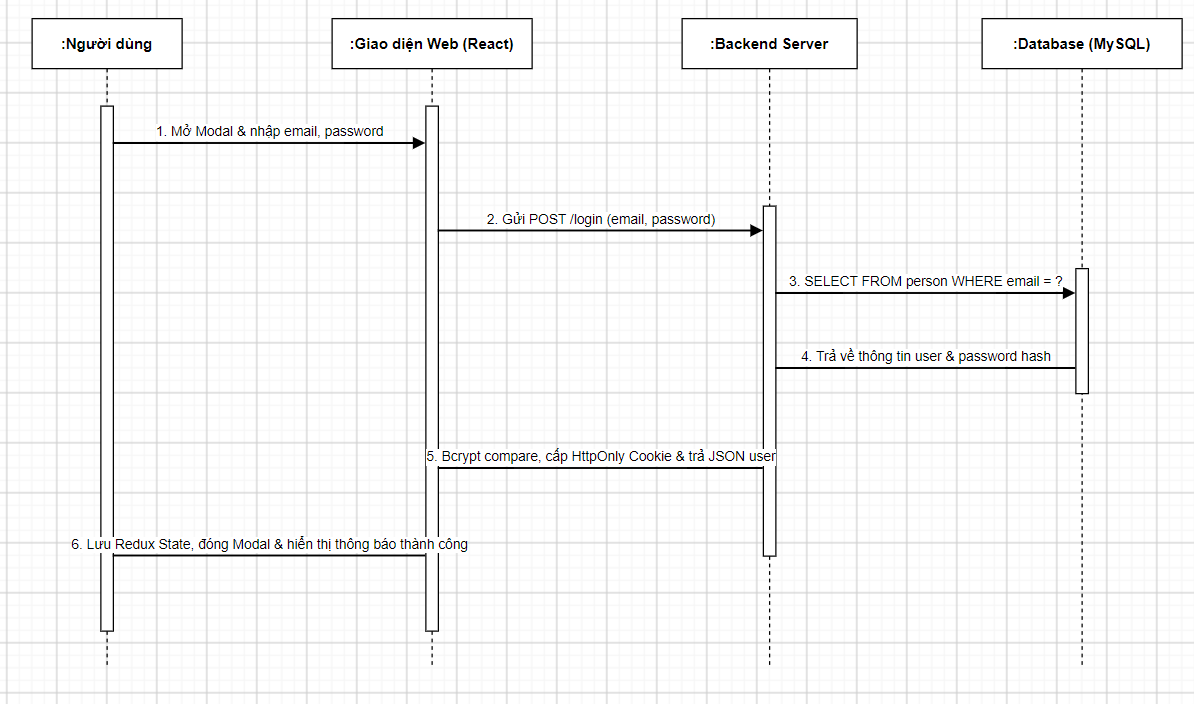 :Người dùng
:Giao diện Web (React)
:Backend Server
:Database (MySQL)
1. Mở Modal & nhập email, password
2. Gửi POST /login (email, password)
3. SELECT FROM person WHERE email = ?
4. Trả về thông tin user & password hash
5. Bcrypt compare, cấp HttpOnly Cookie & trả JSON user
6. Lưu Redux State, đóng Modal & hiển thị thông báo thành công